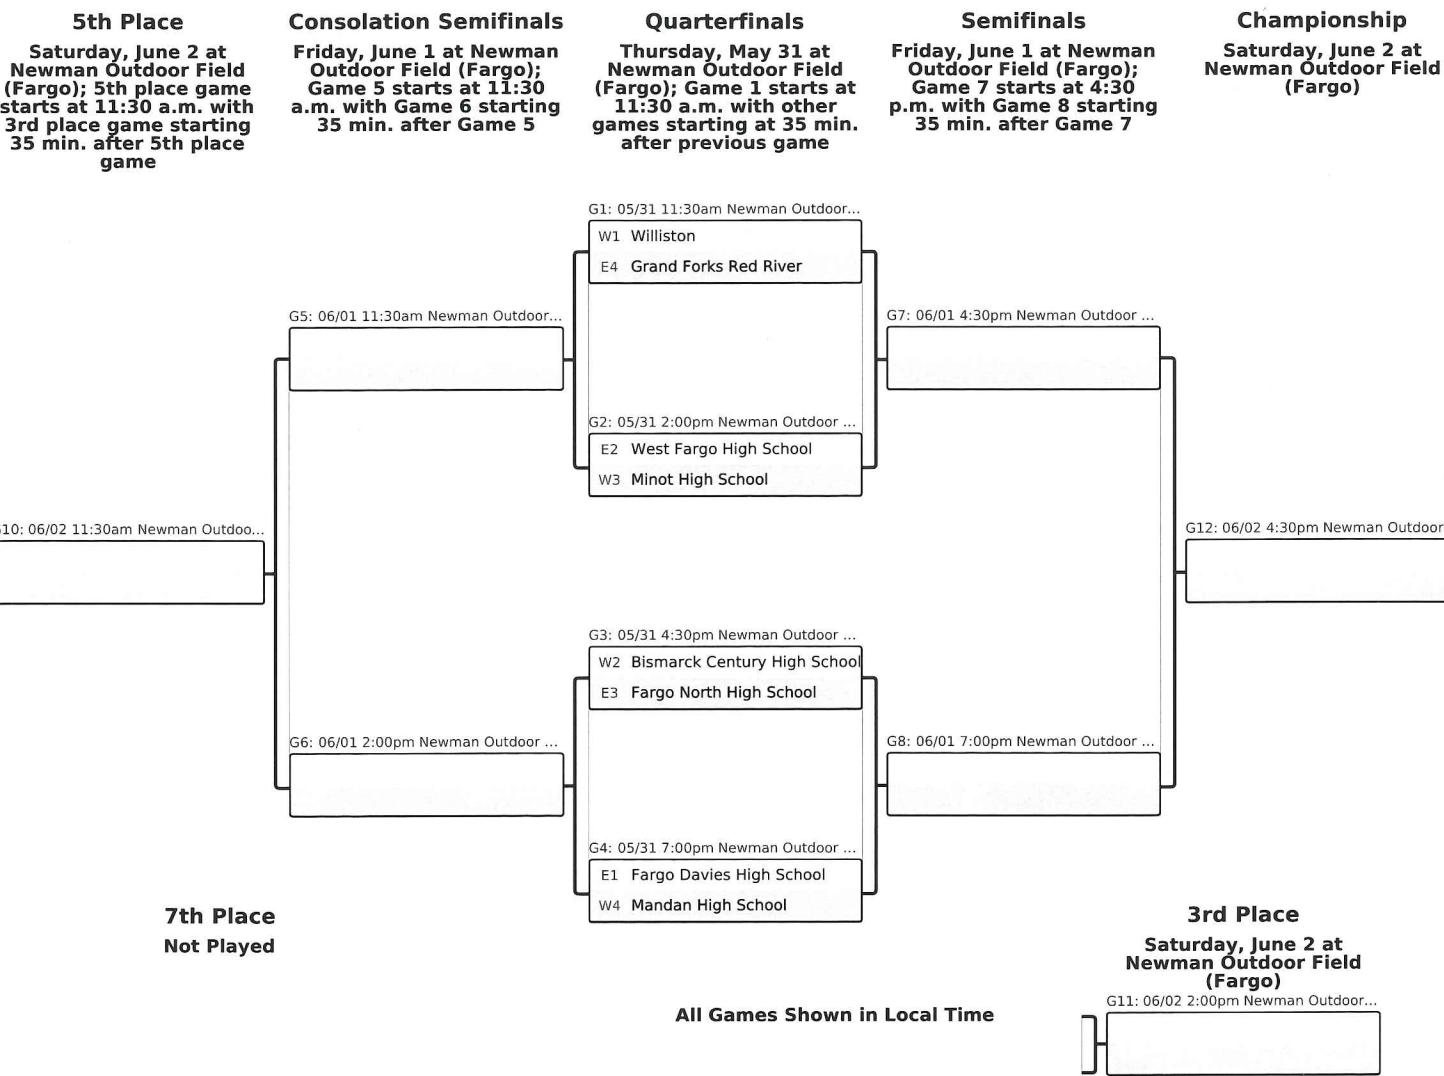 5th Place
Saturday, June 2 at
Newman Outdoor Field
(Fargo); 5th place game
starts at 11:30 a.m. with
3rd place game starting
35 min. after 5th place
game
Consolation Semifinals
Friday, June 1 at Newman
Outdoor Field (Fargo);
Game 5 starts at 11:30
a.m. with Game 6 starting
35 min. after Game 5
Quarterfinals
Thursday, May 31 at
Newman Outdoor Field
(Fargo); Game 1 starts at
11:30 a.m. with other
games starting at 35 min.
after previous game
Semifinals
Friday, June 1 at Newman
Outdoor Field (Fargo);
Game 7 starts at 4:30
p.m. with Game 8 starting
35 min. after Game 7
Championship
Saturday, June 2 at
Newman Outdoor Field
(Fargo)
G1: 05/31 11:30am Newman Outdoor...
W1 Williston
E4 Grand Forks Red River
G5: 06/01 11:30am Newman Outdoor...
G7: 06/01 4:30pm Newman Outdoor ...
G2: 05/31 2:00pm Newman Outdoor ...
E2 West Fargo High School
W3 Minot High School
G10: 06/02 11:30am Newman Outdoo...
G12: 06/02 4:30pm Newman Outdoor
G3: 05/31 4:30pm Newman Outdoor ...
W2 Bismarck Century High School
E3 Fargo North High School
G6: 06/01 2:00pm Newman Outdoor ...
G8: 06/01 7:00pm Newman Outdoor ...
G4: 05/31 7:00pm Newman Outdoor ...
E1 Fargo Davies High School
W4 Mandan High School
7th Place
Not Played
3rd Place
Saturday, June 2 at
Newman Outdoor Field
(Fargo)
G11: 06/02 2:00pm Newman Outdoor...
All Games Shown in Local Time